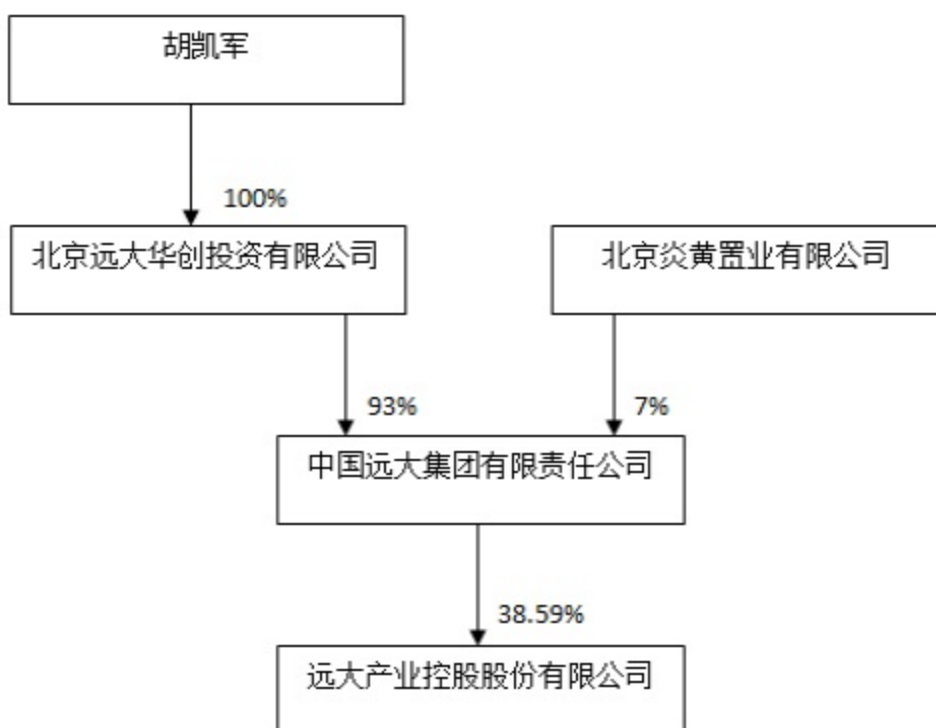 胡凯军
100%
北京远大华创投资有限公司
北京炎黄置业有限公司
93%
7%
中国远大集团有限责任公司
38.59%
远大产业控股股份有限公司